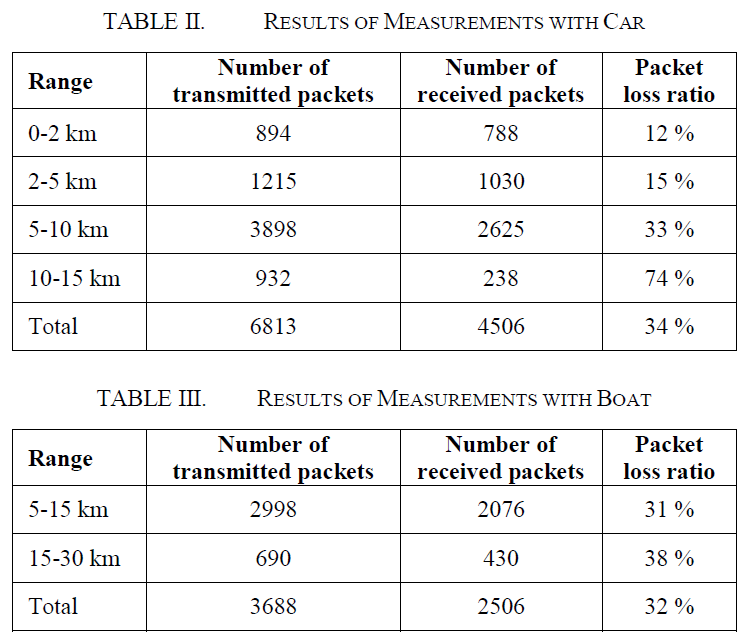 TABLE II. RESULTS OF MEASUREMENTS WITH CAR
Range Number of transmitted packets Number of received packets Packet loss ratio
0-2 km 894 788 12 %
2-5 km 1215 1030 15 %
5-10 km 3898 2625 33 %
10-15 km 932 238 74 %
Total 6813 4506 34 %
TABLE III. RESULTS OF MEASUREMENTS WITH BOAT
Range Number of transmitted packets Number of received packets Packet loss ratio
5-15 km 2998 2076 31 %
15-30 km 690 430 38 %
Total 3688 2506 32 %